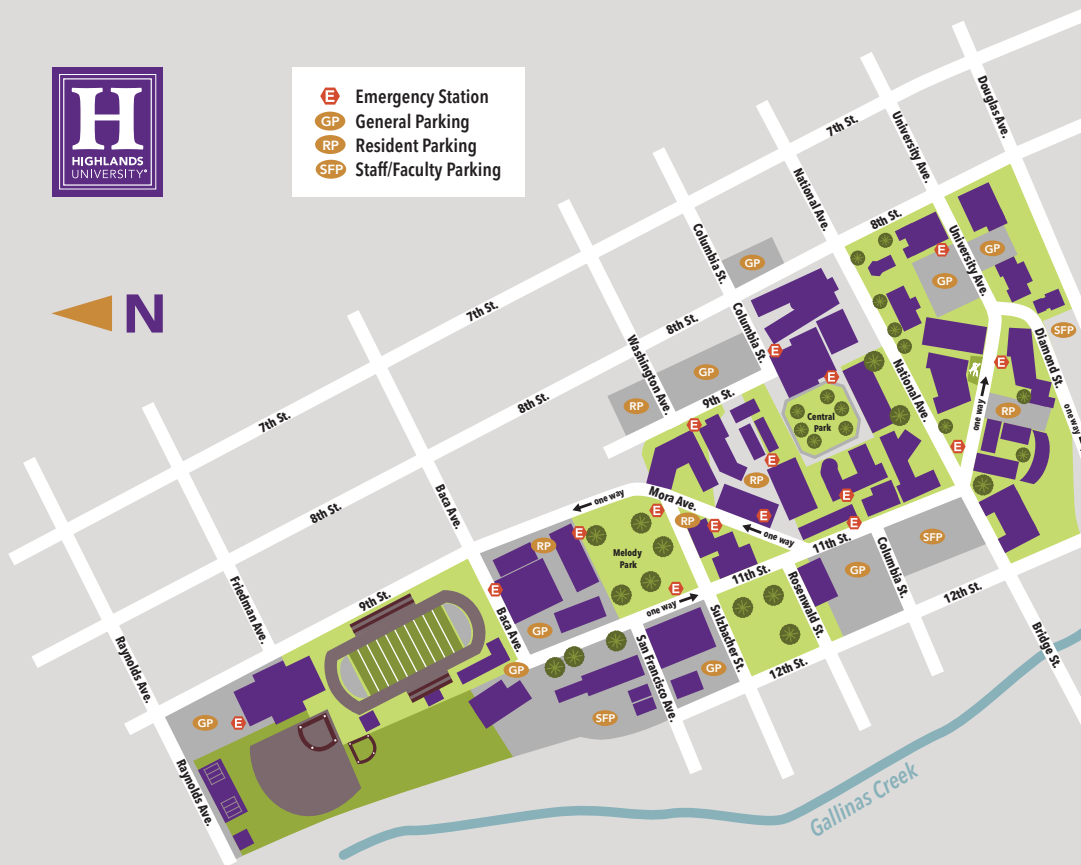 H
HIGHLANDS
UNIVERSITY®
E Emergency Station
GP General Parking
RP Resident Parking
SFP Staff/Faculty Parking
N
Douglas Ave.
7th St.
University Ave.
National Ave.
8th St.
Columbia St.
University Ave.
GP
E
GP
GP
7th St.
8th St.
Columbia St.
Diamond St.
SFP
Washington Ave.
E
E
National Ave.
GP
E
8th St.
9th St.
RP
Central
Park
one way
RP
one way
7th St.
E
E
E
RP
Baca Ave.
one way
Mora Ave.
E
8th St.
E
RP
E
E
E
one way
E
RP
11th St.
SFP
Melody
Park
Columbia St.
GP
11th St.
E
E
12th St.
Friedman Ave.
9th St.
one way
Rosenwald St.
Baca Ave.
GP
Sulzbacher St.
Bridge St.
Raynolds Ave.
San Francisco Ave.
GP
GP
12th St.
GP
E
SFP
Raynolds Ave.
Gallinas Creek